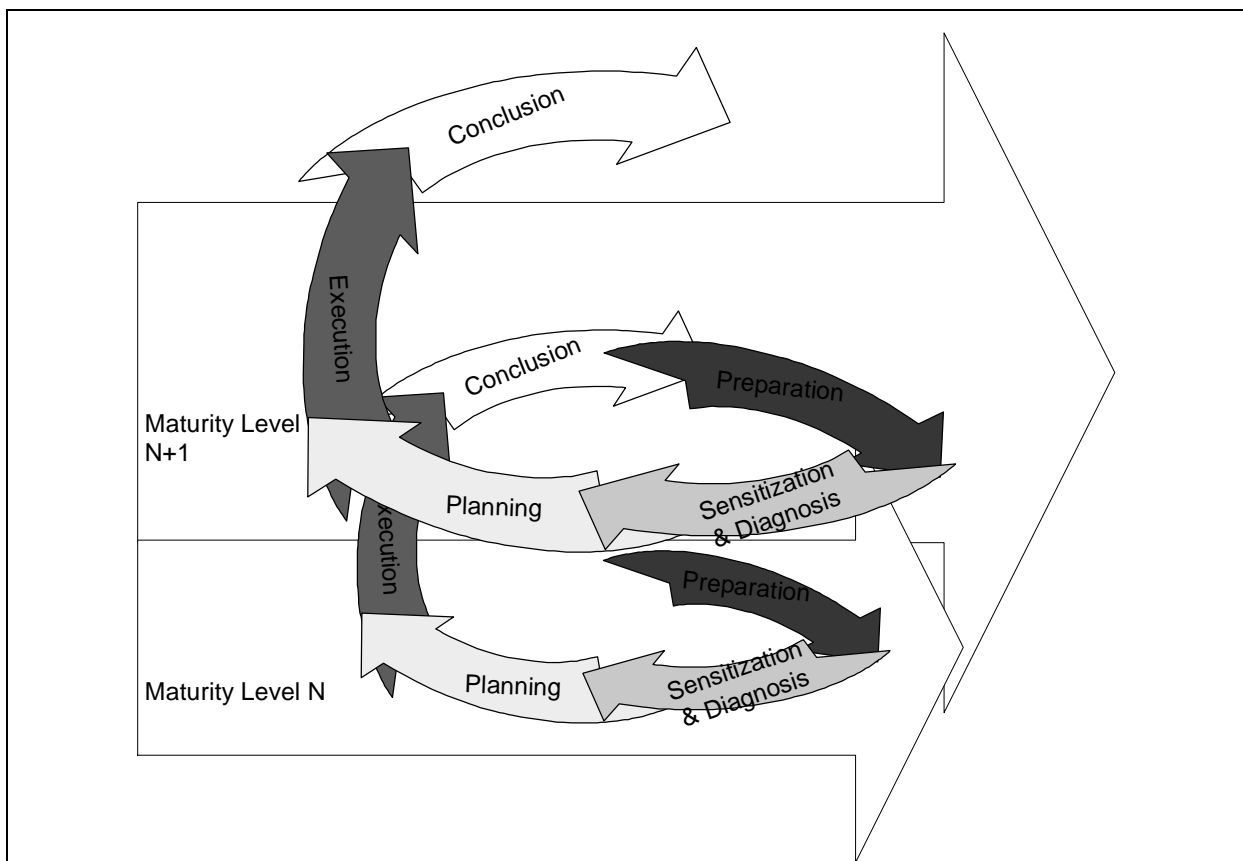 Conclusion
Execution
Conclusion
Preparation
Maturity Level
N+1
Sensitization
& Diagnosis
Planning
Execution
Preparation
Sensitization
& Diagnosis
Planning
Maturity Level N